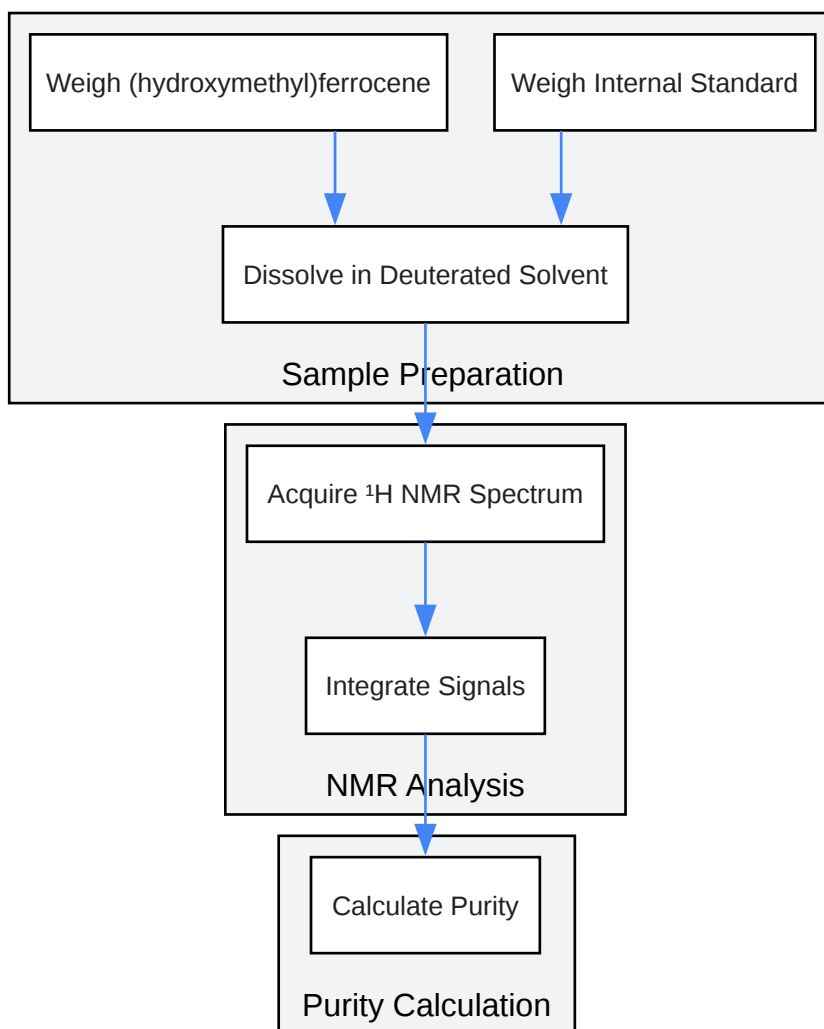 Weigh (hydroxymethyl)ferrocene
Weigh Internal Standard
Dissolve in Deuterated Solvent
Sample Preparation
Acquire ¹H NMR Spectrum
Integrate Signals
NMR Analysis
Calculate Purity
Purity Calculation